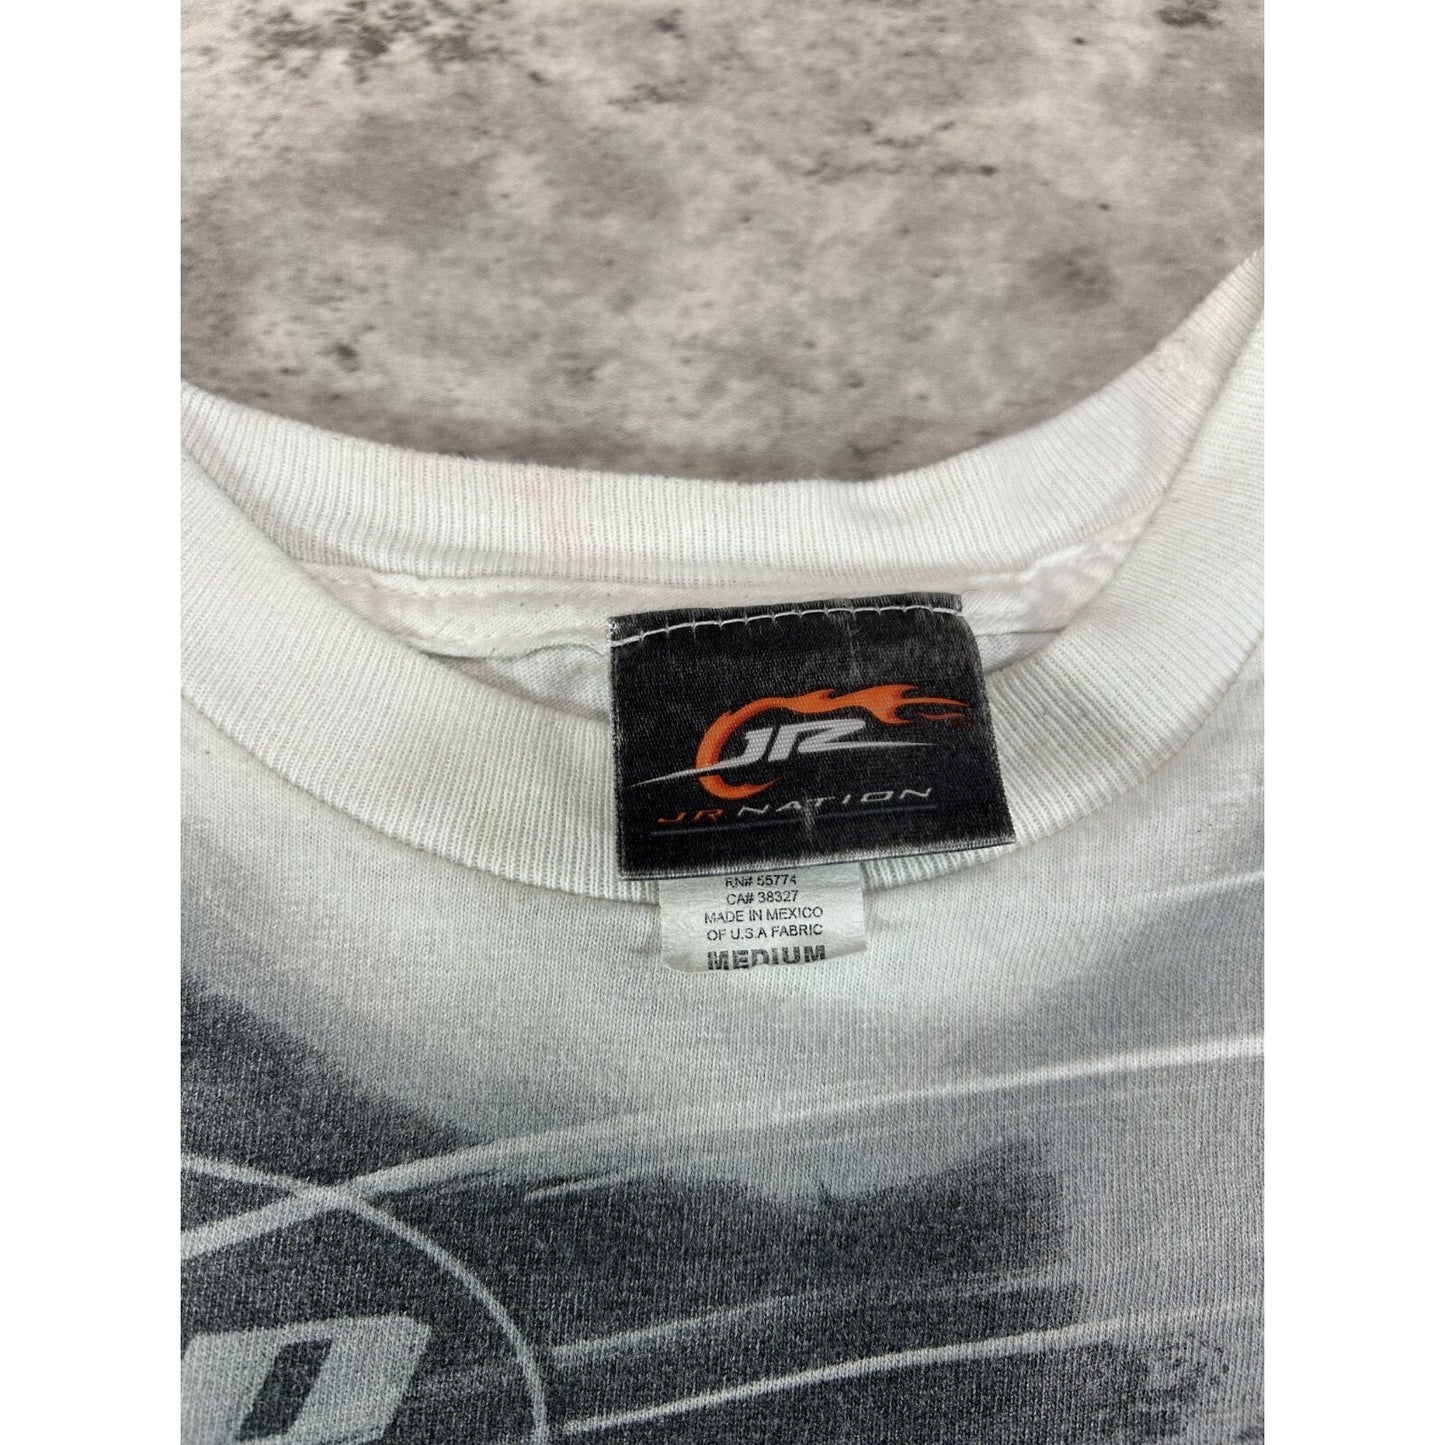 JR
JR NATION
RN# 55774
CA# 38327
MADE IN MEXICO
OF U.S.A FABRIC
MEDIUM